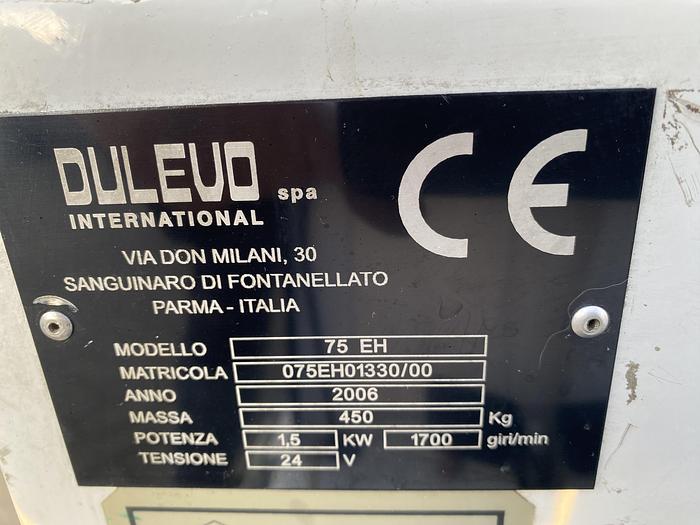 DULEVO spa
INTERNATIONAL
CE
VIA DON MILANI, 30
SANGUINARO DI FONTANELLATO
PARMA - ITALIA
MODELLO 75 EH
MATRICOLA 075EH01330/00
ANNO 2006
MASSA 450 Kg
POTENZA 1,5 KW 1700 giri/min
TENSIONE 24 V